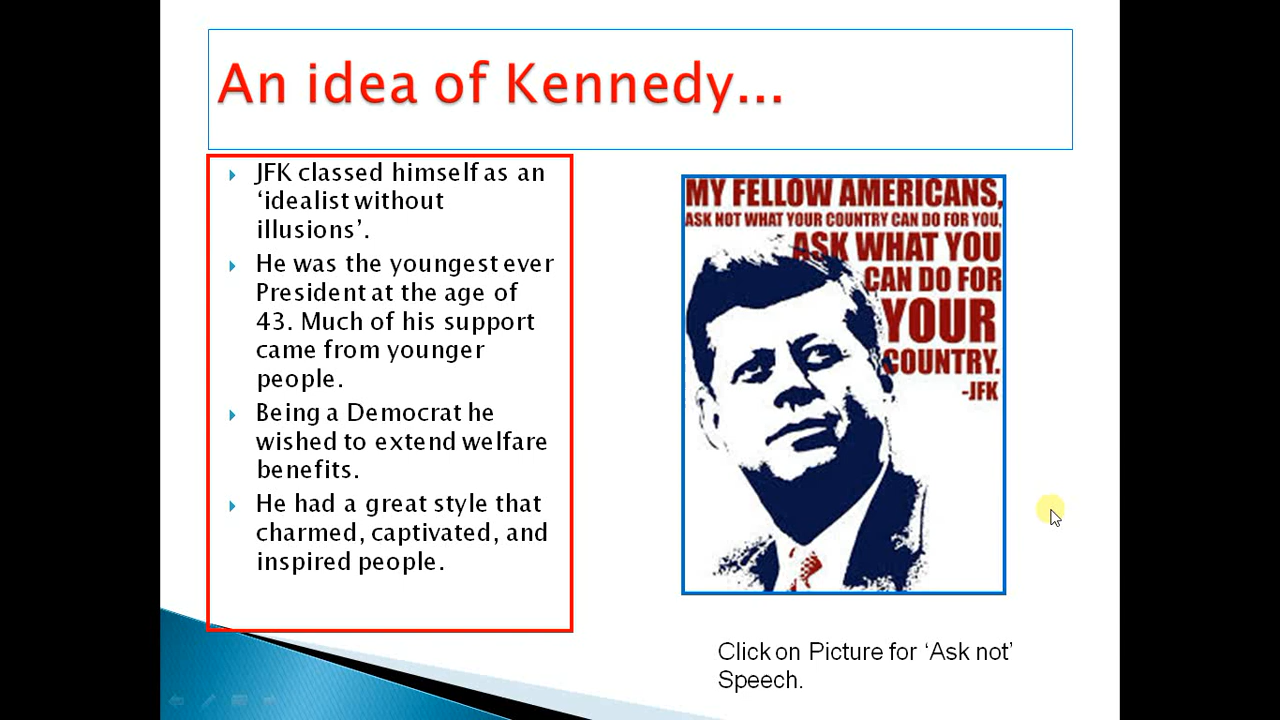 An idea of Kennedy...
JFK classed himself as an
‘idealist without
illusions’.
He was the youngest ever
President at the age of
43. Much of his support
came from younger
people.
Being a Democrat he
wished to extend welfare
benefits.
He had a great style that
charmed, captivated, and
inspired people.
MY FELLOW AMERICANS,
ASK NOT WHAT YOUR COUNTRY CAN DO FOR YOU,
ASK WHAT YOU
CAN DO FOR
YOUR
COUNTRY.
-JFK
Click on Picture for ‘Ask not’
Speech.